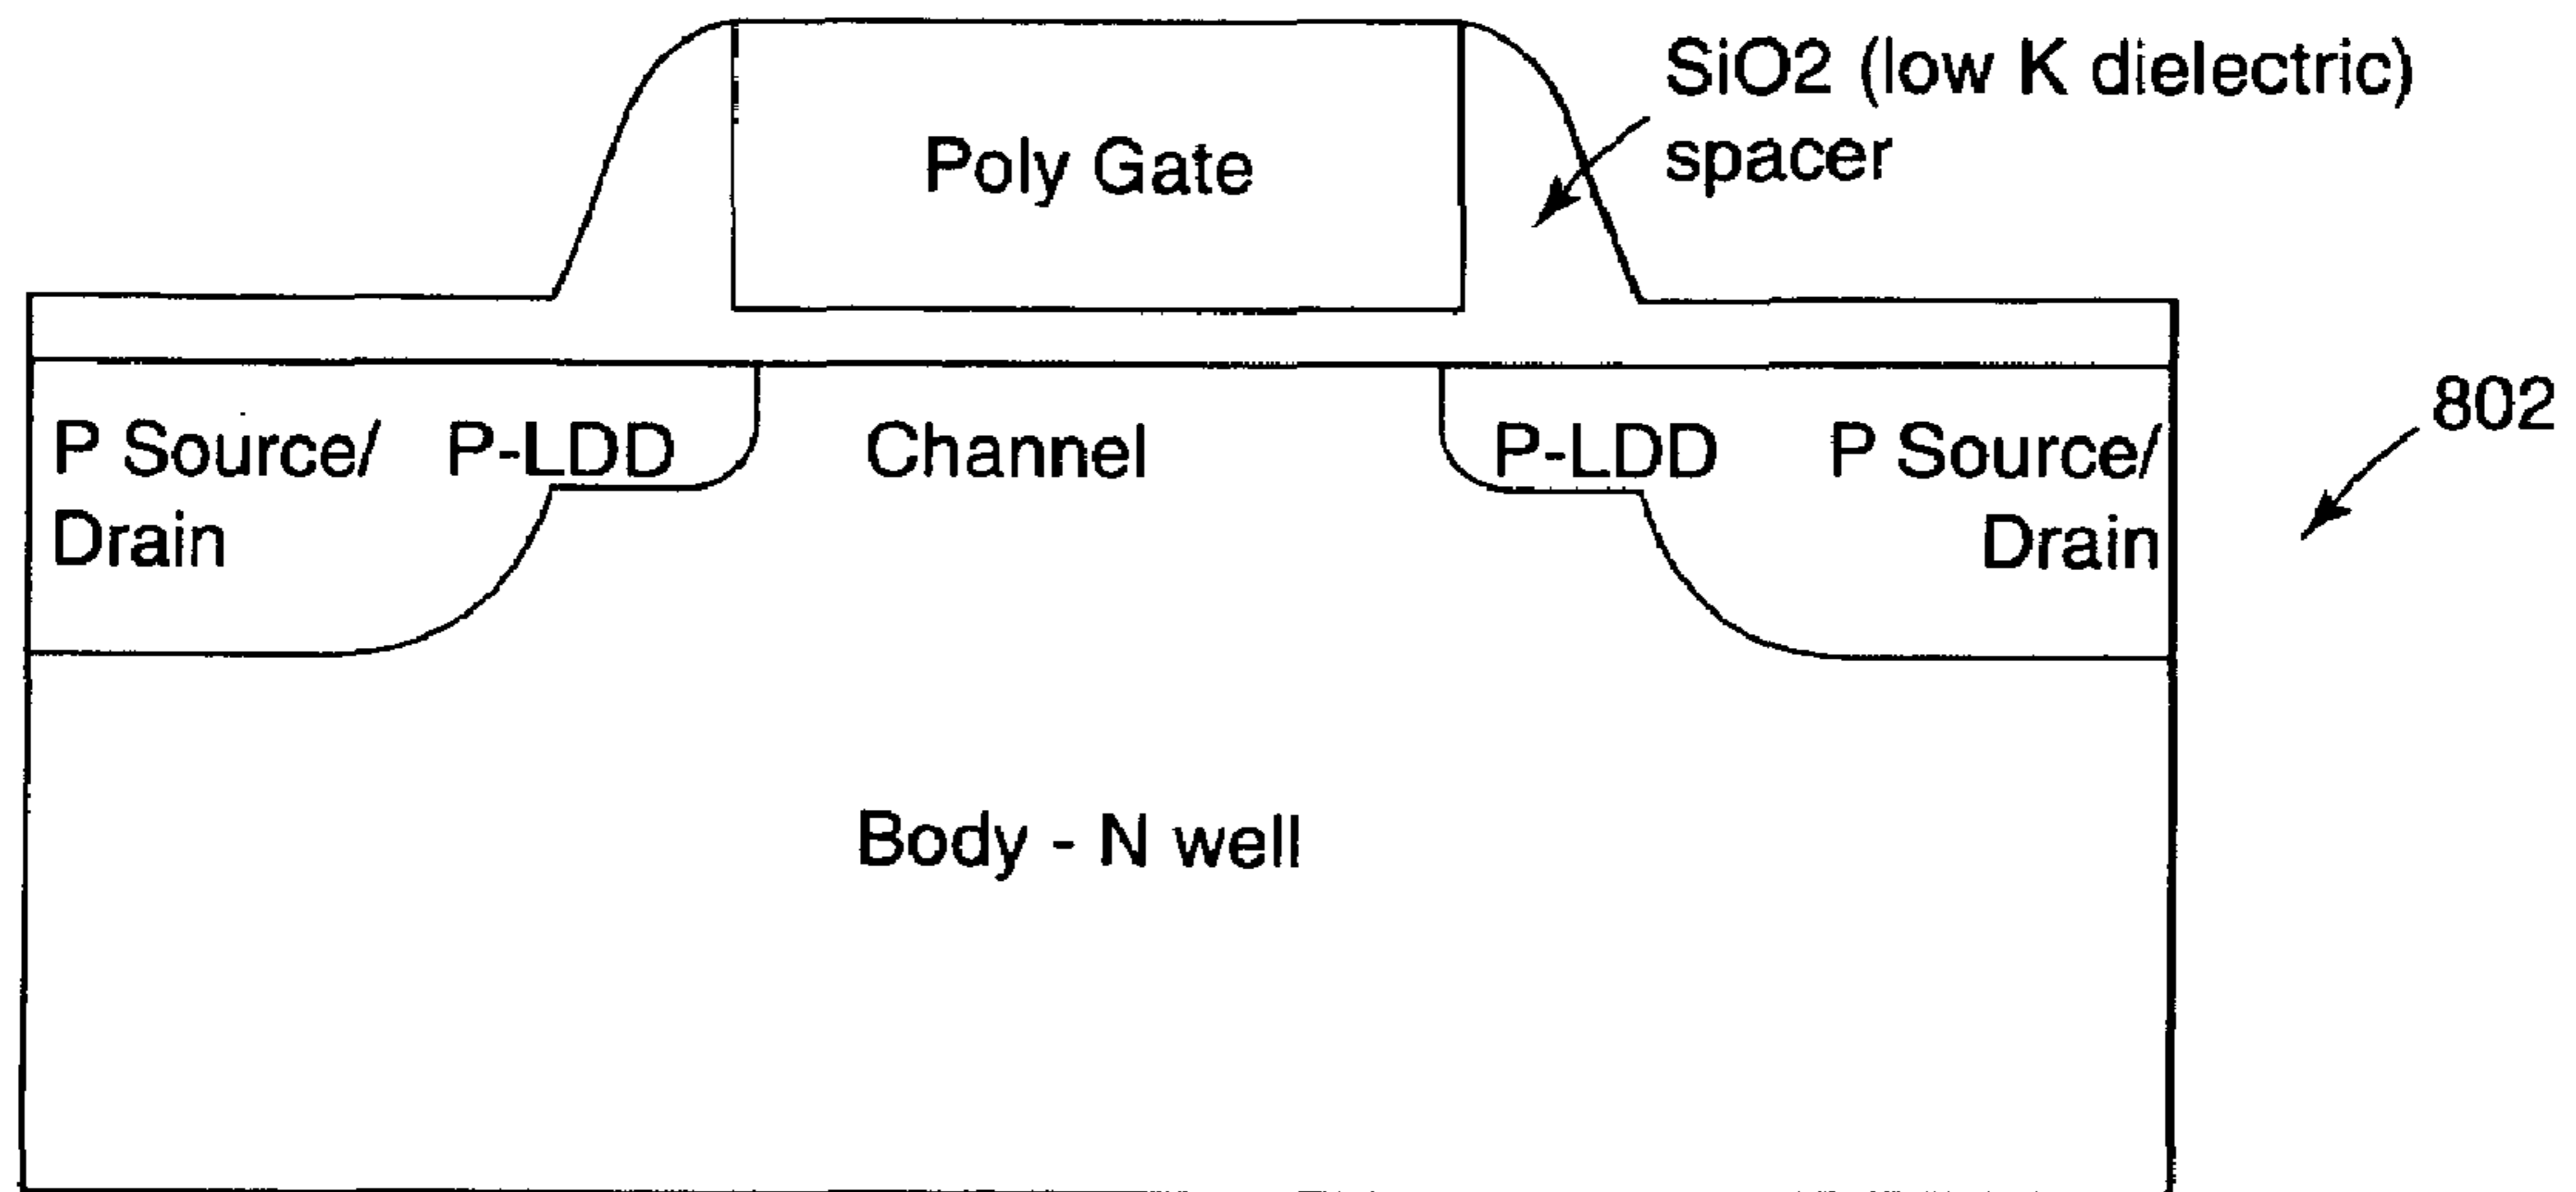 SiO2 (low K dielectric)
spacer
Poly Gate
802
P Source/
Drain
P-LDD
Channel
P-LDD
P Source/
Drain
Body - N well